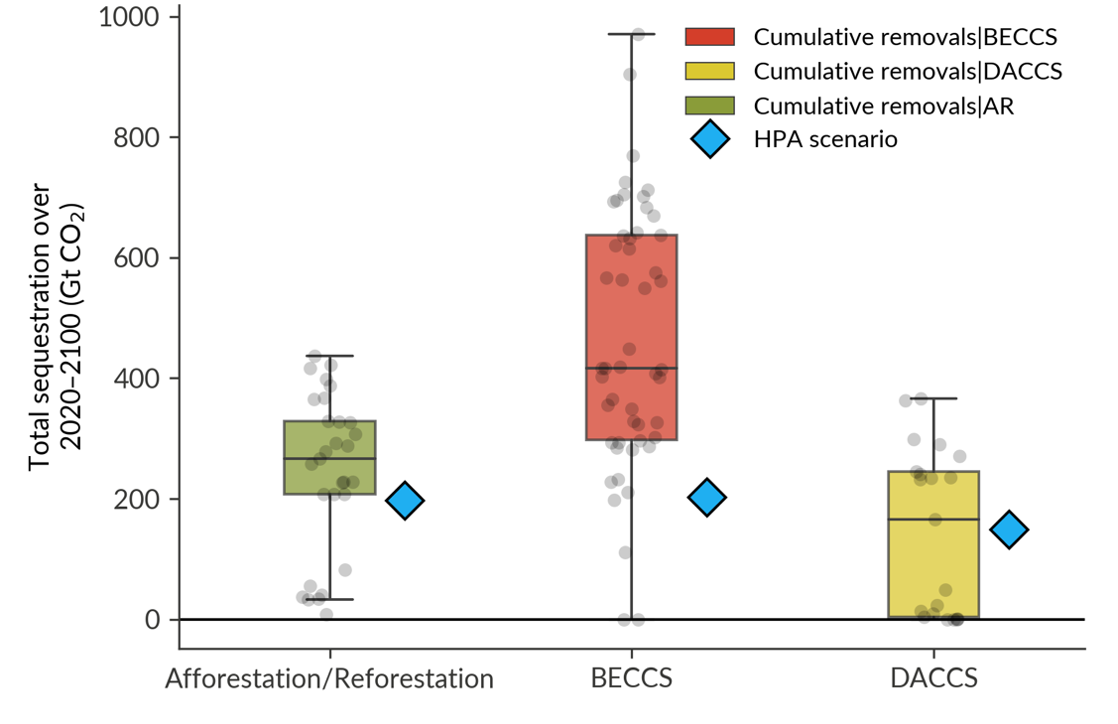 1000
800
600
400
200
0
Total sequestration over
2020–2100 (Gt CO₂)
Cumulative removals|BECCS
Cumulative removals|DACCS
Cumulative removals|AR
HPA scenario
Afforestation/Reforestation
BECCS
DACCS